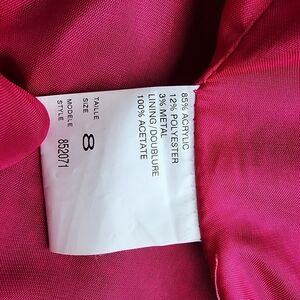 85% ACRYLIC
12% POLYESTER
3% METAL
LINING/DOUBLURE
100% ACETATE
TAILLE
SIZE
8
MODELE
STYLE
852071